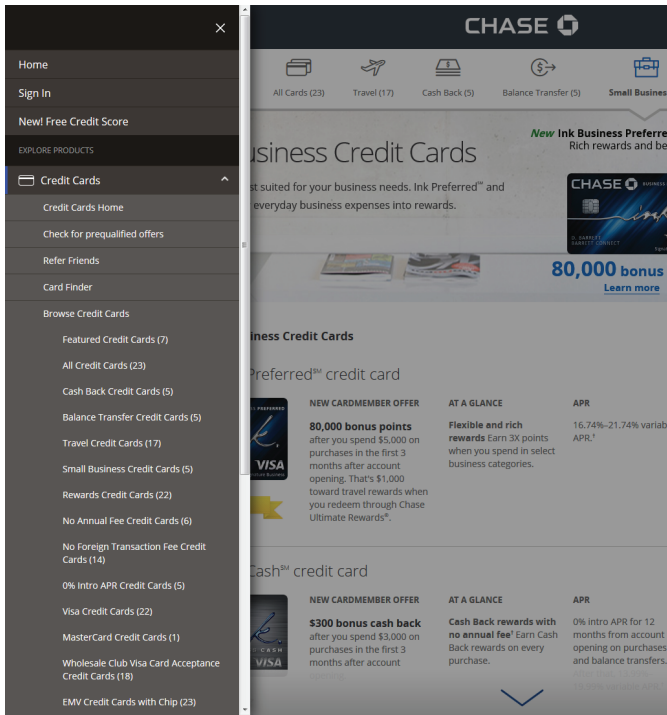 Home
Sign In
New! Free Credit Score
EXPLORE PRODUCTS
Credit Cards
Credit Cards Home
Check for prequalified offers
Refer Friends
Card Finder
Browse Credit Cards
Featured Credit Cards (7)
All Credit Cards (23)
Cash Back Credit Cards (5)
Balance Transfer Credit Cards (5)
Travel Credit Cards (17)
Small Business Credit Cards (5)
Rewards Credit Cards (22)
No Annual Fee Credit Cards (6)
No Foreign Transaction Fee Credit
Cards (14)
0% Intro APR Credit Cards (5)
Visa Credit Cards (22)
MasterCard Credit Cards (1)
Wholesale Club Visa Card Acceptance
Credit Cards (18)
EMV Credit Cards with Chip (23)
CHASE
All Cards (23)
Travel (17)
Cash Back (5)
Balance Transfer (5)
Small Busines
New Ink Business Preferre
Rich rewards and be
usiness Credit Cards
st suited for your business needs. Ink Preferred℠ and
everyday business expenses into rewards.
CHASE
BUSINESS
ink
80,000 bonus
Learn more
iness Credit Cards
Preferred℠ credit card
PREFERRED
k.
VISA
NEW CARDMEMBER OFFER
80,000 bonus points
after you spend $5,000 on
purchases in the first 3
months after account
opening. That's $1,000
toward travel rewards when
you redeem through Chase
Ultimate Rewards®.
AT A GLANCE
Flexible and rich
rewards Earn 3X points
when you spend in select
business categories.
APR
16.74%–21.74% variab
APR.†
Cash℠ credit card
k.
CASH
VISA
NEW CARDMEMBER OFFER
$300 bonus cash back
after you spend $3,000 on
purchases in the first 3
months after account
AT A GLANCE
Cash Back rewards with
no annual fee† Earn Cash
Back rewards on every
purchase.
APR
0% intro APR for 12
months from account
opening on purchases
and balance transfers.